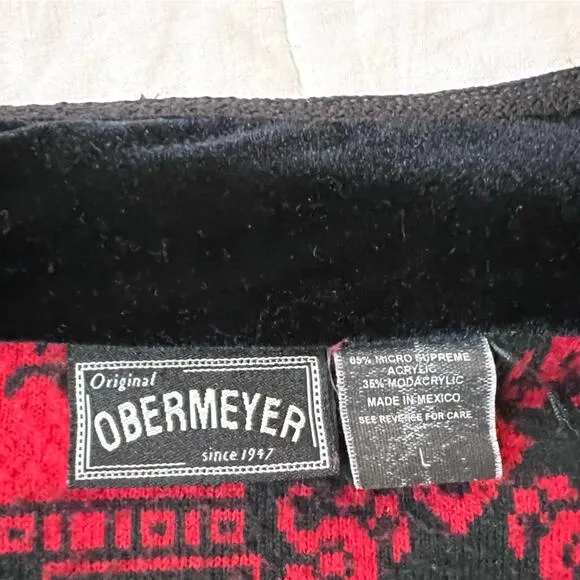 Original
OBERMEYER
since 1947
65% MICRO SUPREME
ACRYLIC
35% MODACRYLIC
MADE IN MEXICO
SEE REVERSE FOR CARE
L